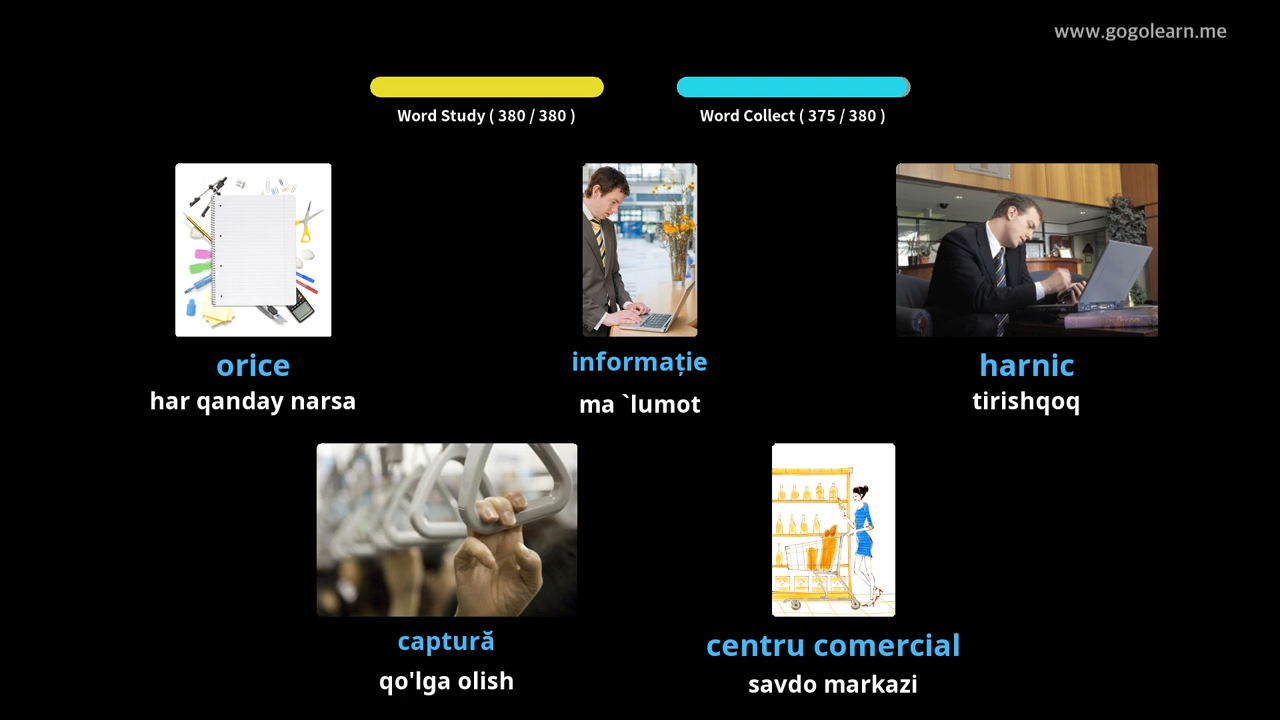 www.gogolearn.me
Word Study ( 380 / 380 )
Word Collect ( 375 / 380 )
orice
har qanday narsa
informație
ma `lumot
harnic
tirishqoq
captură
qo'lga olish
centru comercial
savdo markazi